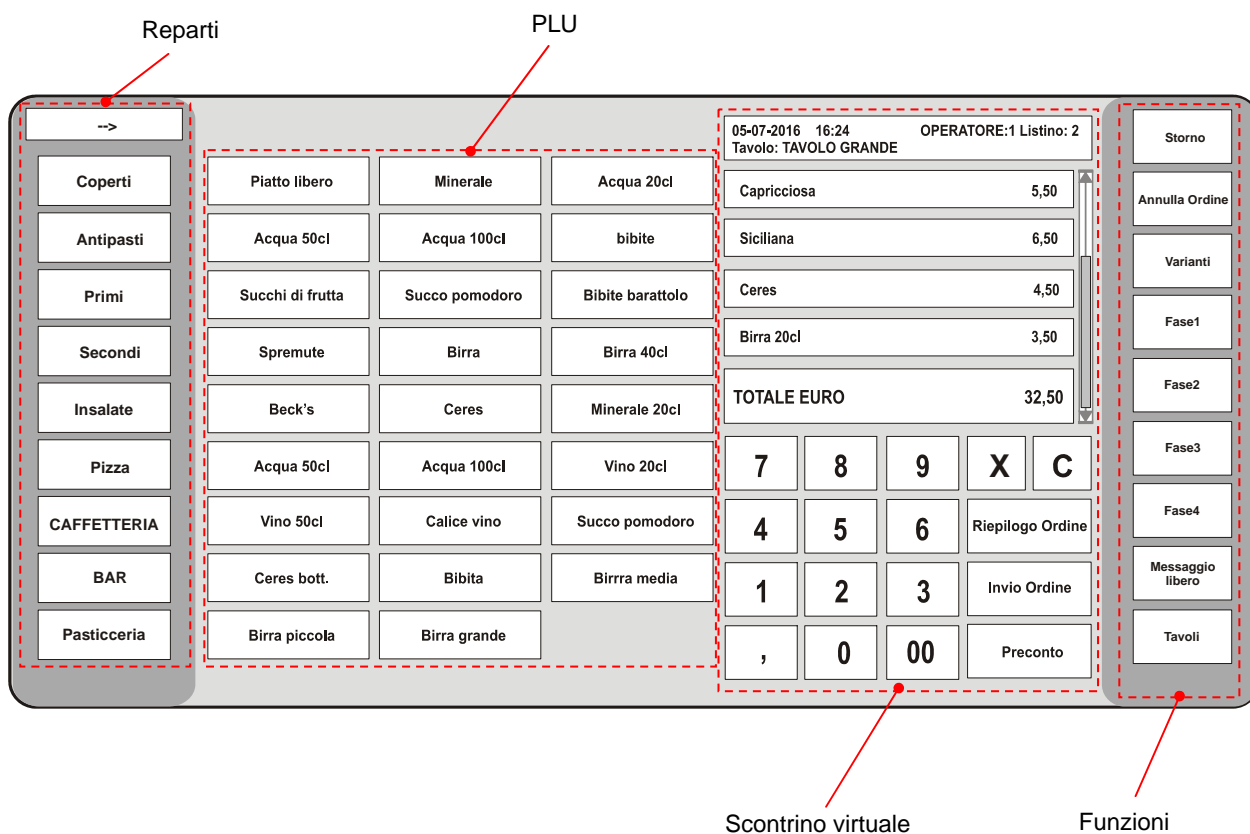 Reparti
PLU
-->
Coperti
Antipasti
Primi
Secondi
Insalate
Pizza
CAFFETTERIA
BAR
Pasticceria
Piatto libero
Minerale
Acqua 20cl
Acqua 50cl
Acqua 100cl
bibite
Succhi di frutta
Succo pomodoro
Bibite barattolo
Spremute
Birra
Birra 40cl
Beck's
Ceres
Minerale 20cl
Acqua 50cl
Acqua 100cl
Vino 20cl
Vino 50cl
Calice vino
Succo pomodoro
Ceres bott.
Bibita
Birrra media
Birra piccola
Birra grande
05-07-2016 16:24 OPERATORE:1 Listino: 2
Tavolo: TAVOLO GRANDE
Capricciosa 5,50
Siciliana 6,50
Ceres 4,50
Birra 20cl 3,50
TOTALE EURO 32,50
7 8 9 X C
4 5 6 Riepilogo Ordine
1 2 3 Invio Ordine
, 0 00 Preconto
Storno
Annulla Ordine
Varianti
Fase1
Fase2
Fase3
Fase4
Messaggio
libero
Tavoli
Scontrino virtuale
Funzioni